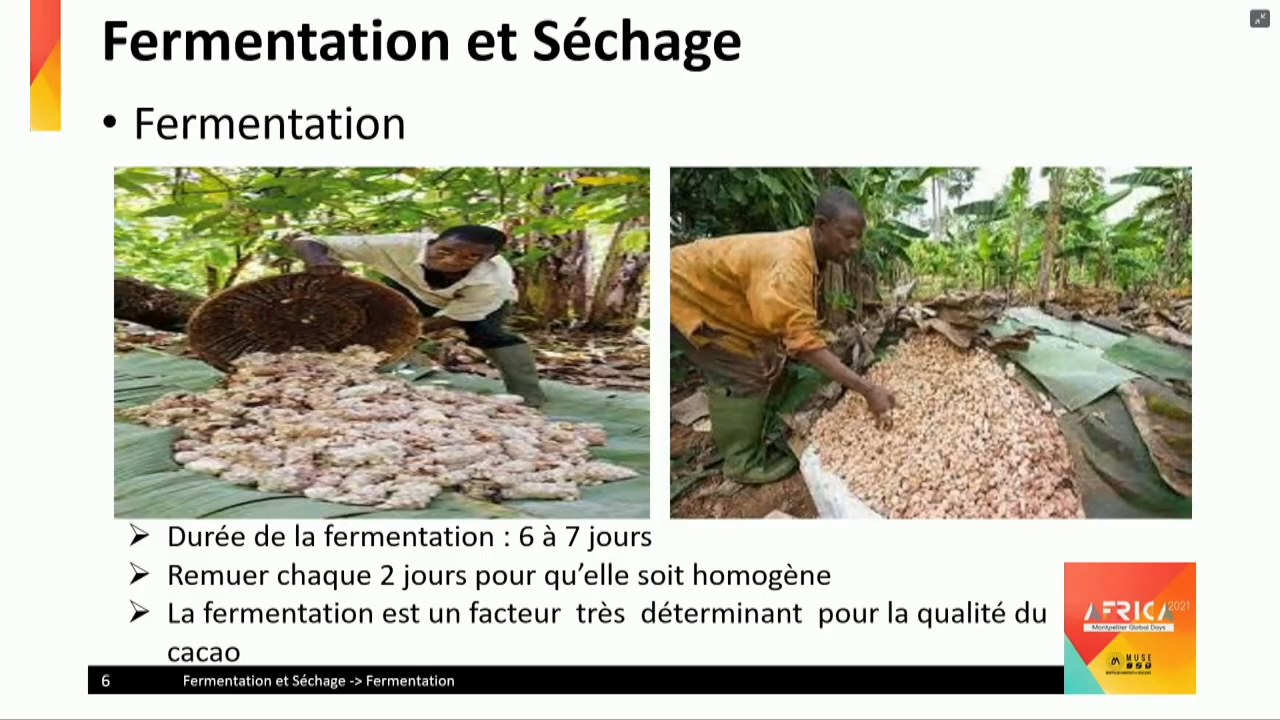 Fermentation et Séchage
• Fermentation
➢ Durée de la fermentation : 6 à 7 jours
➢ Remuer chaque 2 jours pour qu’elle soit homogène
➢ La fermentation est un facteur très déterminant pour la qualité du
cacao
AFRICA 2021
Montpellier Global Days
MUSE
6 Fermentation et Séchage -> Fermentation